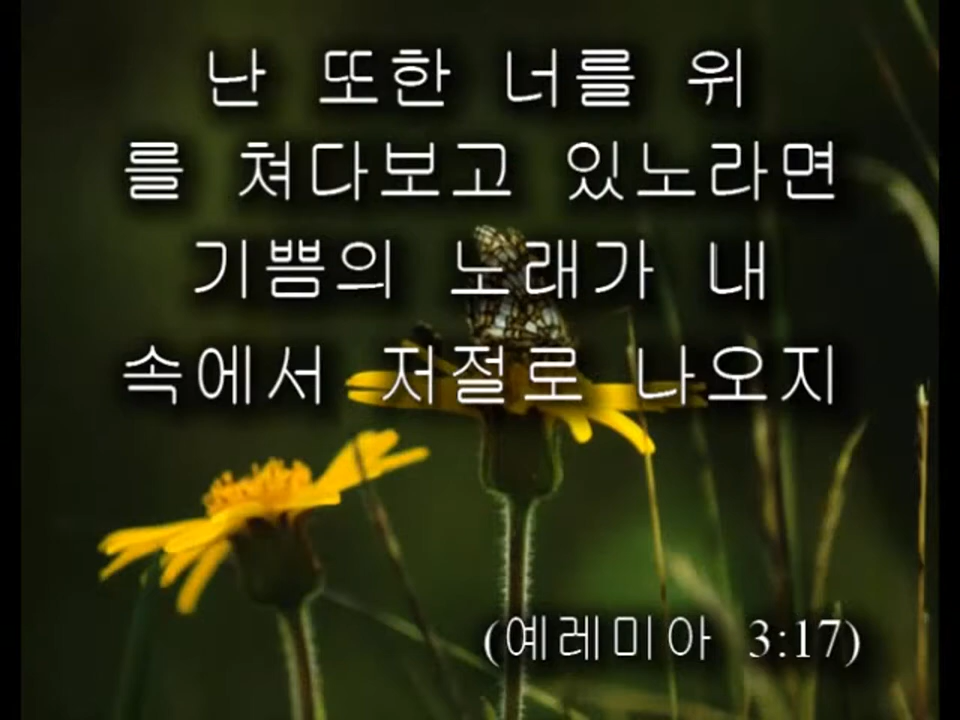 난 또한 너를 위
를 쳐다보고 있노라면
기쁨의 노래가 내
속에서 저절로 나오지
(예레미아 3:17)